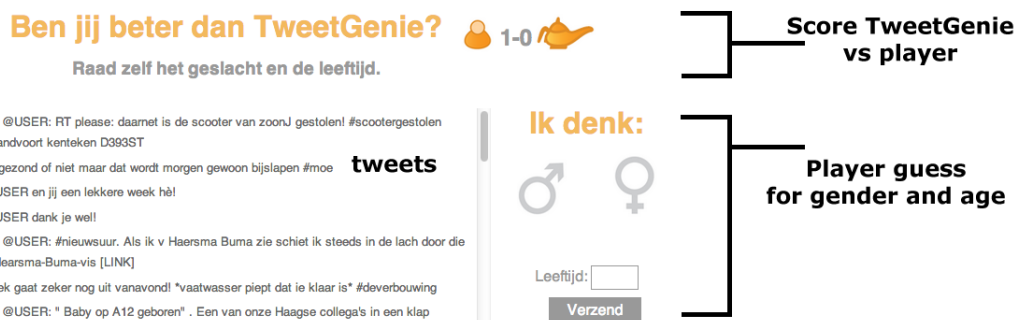 Ben jij beter dan TweetGenie?
1-0
Raad zelf het geslacht en de leeftijd.
Score TweetGenie
vs player
@USER: RT please: daarnet is de scooter van zoonJ gestolen! #scootergestolen
andvoort kenteken D393ST
gezond of niet maar dat wordt morgen gewoon bijslapen #moe
USER en jij een lekkere week hè!
USER dank je wel!
@USER: #nieuwsuur. Als ik v Haersma Buma zie schiet ik steeds in de lach door die
learsma-Buma-vis [LINK]
ek gaat zeker nog uit vanavond! *vaatwasser piept dat ie klaar is* #deverbouwing
@USER: " Baby op A12 geboren" . Een van onze Haagse collega's in een klap
tweets
Ik denk:
Leeftijd:
Verzend
Player guess
for gender and age